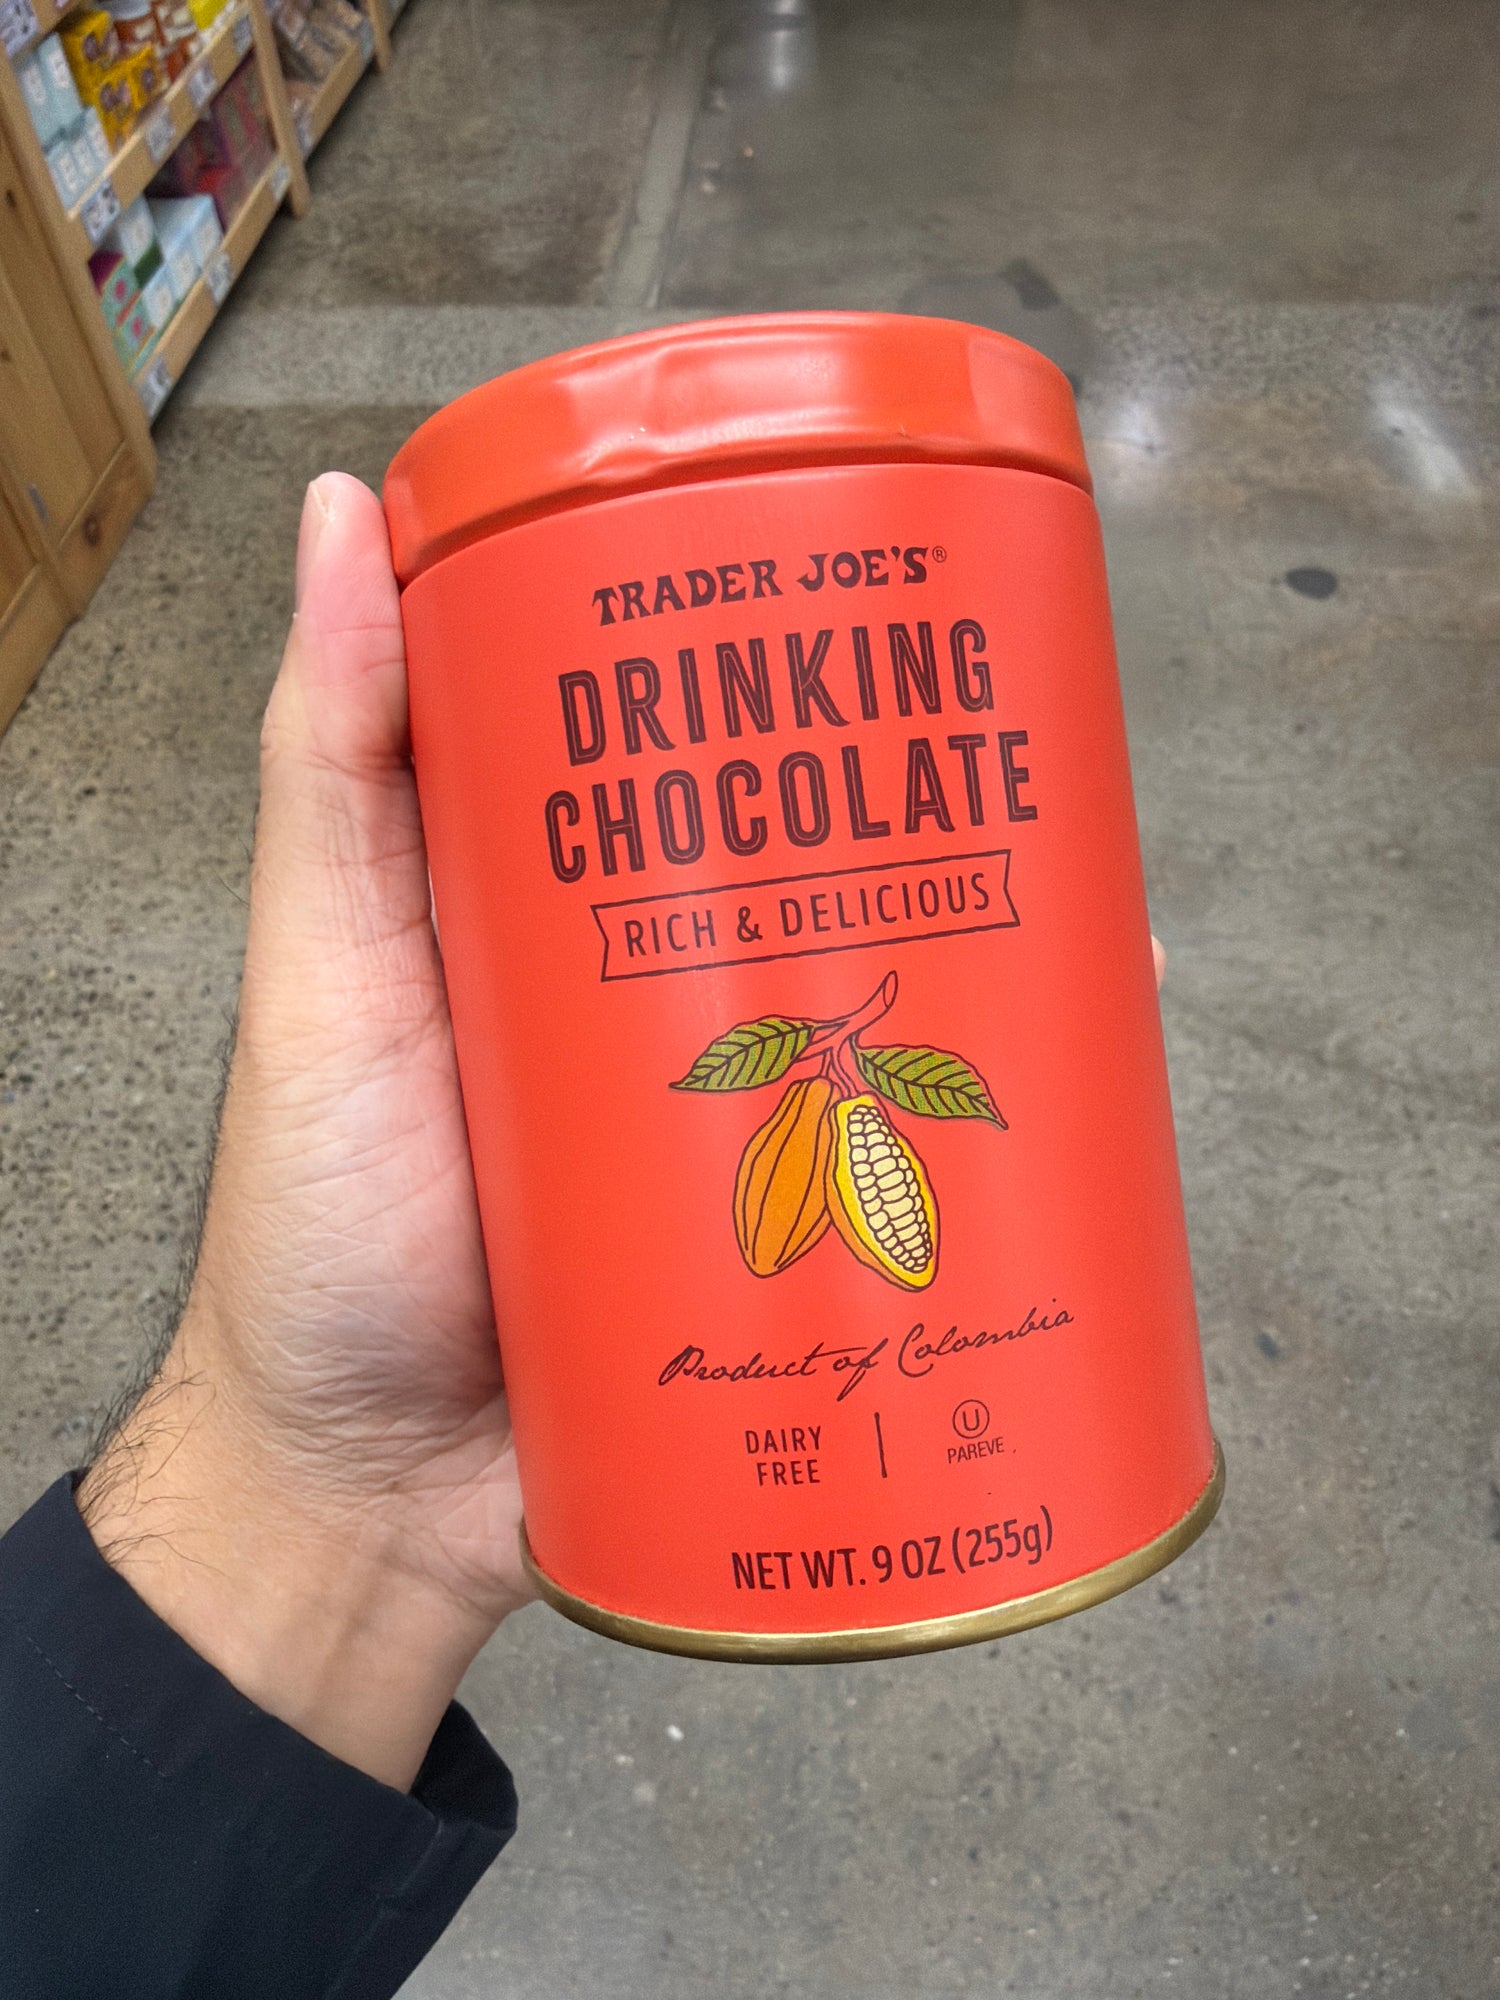 TRADER JOE'S®
DRINKING
CHOCOLATE
RICH & DELICIOUS
Product of Colombia
DAIRY
FREE
U
PAREVE
NET WT. 9 OZ (255g)